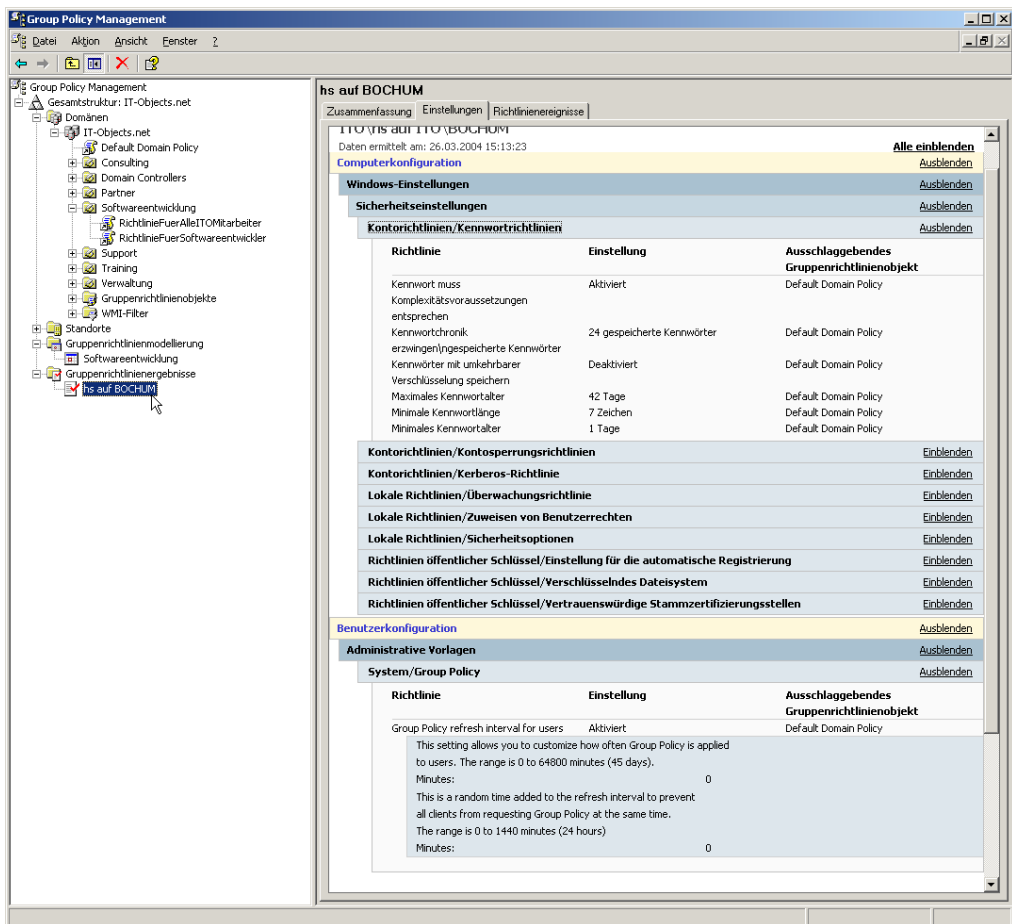 Group Policy Management
Datei Aktion Ansicht Fenster ?
Group Policy Management
Gesamtstruktur: IT-Objects.net
Domänen
IT-Objects.net
Default Domain Policy
Consulting
Domain Controllers
Partner
Softwareentwicklung
RichtlinieFuerAlleITOMitarbeiter
RichtlinieFuerSoftwareentwickler
Support
Training
Verwaltung
Gruppenrichtlinienobjekte
WMI-Filter
Standorte
Gruppenrichtlinienmodellierung
Softwareentwicklung
Gruppenrichtlinienergebnisse
hs auf BOCHUM
hs auf BOCHUM
Zusammenfassung Einstellungen Richtlinienereignisse
ITO\hs auf ITO\BOCHUM
Daten ermittelt am: 26.03.2004 15:13:23 Alle einblenden
Computerkonfiguration Ausblenden
Windows-Einstellungen Ausblenden
Sicherheitseinstellungen Ausblenden
Kontorichtlinien/Kennwortrichtlinien Ausblenden
Richtlinie Einstellung Ausschlaggebendes
Gruppenrichtlinienobjekt
Kennwort muss Aktiviert Default Domain Policy
Komplexitätsvoraussetzungen
entsprechen
Kennwortchronik 24 gespeicherte Kennwörter Default Domain Policy
erzwingen\ngespeicherte Kennwörter
Kennwörter mit umkehrbarer Deaktiviert Default Domain Policy
Verschlüsselung speichern
Maximales Kennwortalter 42 Tage Default Domain Policy
Minimale Kennwortlänge 7 Zeichen Default Domain Policy
Minimales Kennwortalter 1 Tage Default Domain Policy
Kontorichtlinien/Kontosperrungsrichtlinien Einblenden
Kontorichtlinien/Kerberos-Richtlinie Einblenden
Lokale Richtlinien/Überwachungsrichtlinie Einblenden
Lokale Richtlinien/Zuweisen von Benutzerrechten Einblenden
Lokale Richtlinien/Sicherheitsoptionen Einblenden
Richtlinien öffentlicher Schlüssel/Einstellung für die automatische Registrierung Einblenden
Richtlinien öffentlicher Schlüssel/Verschlüsselndes Dateisystem Einblenden
Richtlinien öffentlicher Schlüssel/Vertrauenswürdige Stammzertifizierungsstellen Einblenden
Benutzerkonfiguration Ausblenden
Administrative Vorlagen Ausblenden
System/Group Policy Ausblenden
Richtlinie Einstellung Ausschlaggebendes
Gruppenrichtlinienobjekt
Group Policy refresh interval for users Aktiviert Default Domain Policy
This setting allows you to customize how often Group Policy is applied
to users. The range is 0 to 64800 minutes (45 days).
Minutes: 0
This is a random time added to the refresh interval to prevent
all clients from requesting Group Policy at the same time.
The range is 0 to 1440 minutes (24 hours)
Minutes: 0